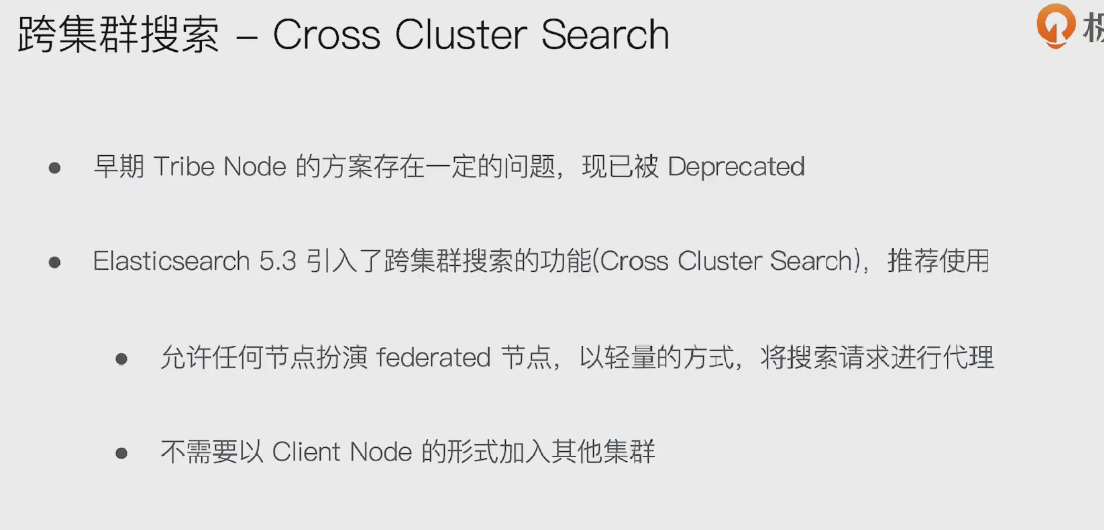 跨集群搜索 – Cross Cluster Search
极
● 早期 Tribe Node 的方案存在一定的问题，现已被 Deprecated
● Elasticsearch 5.3 引入了跨集群搜索的功能(Cross Cluster Search)，推荐使用
● 允许任何节点扮演 federated 节点，以轻量的方式，将搜索请求进行代理
● 不需要以 Client Node 的形式加入其他集群